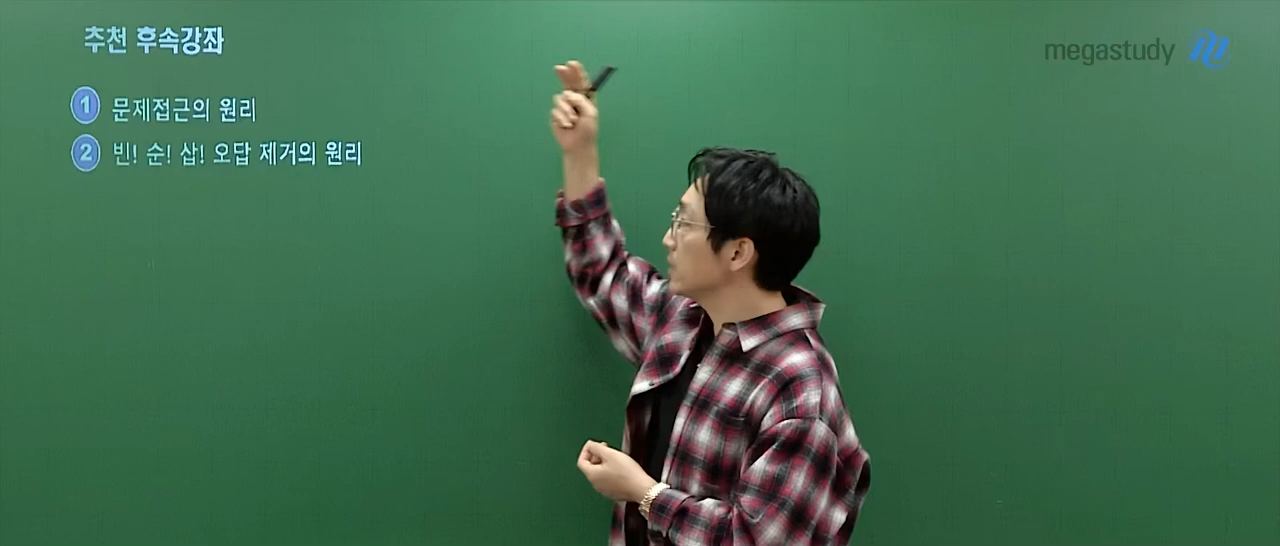 추천 후속강좌
megastudy
1 문제접근의 원리
2 빈! 순! 삽! 오답 제거의 원리